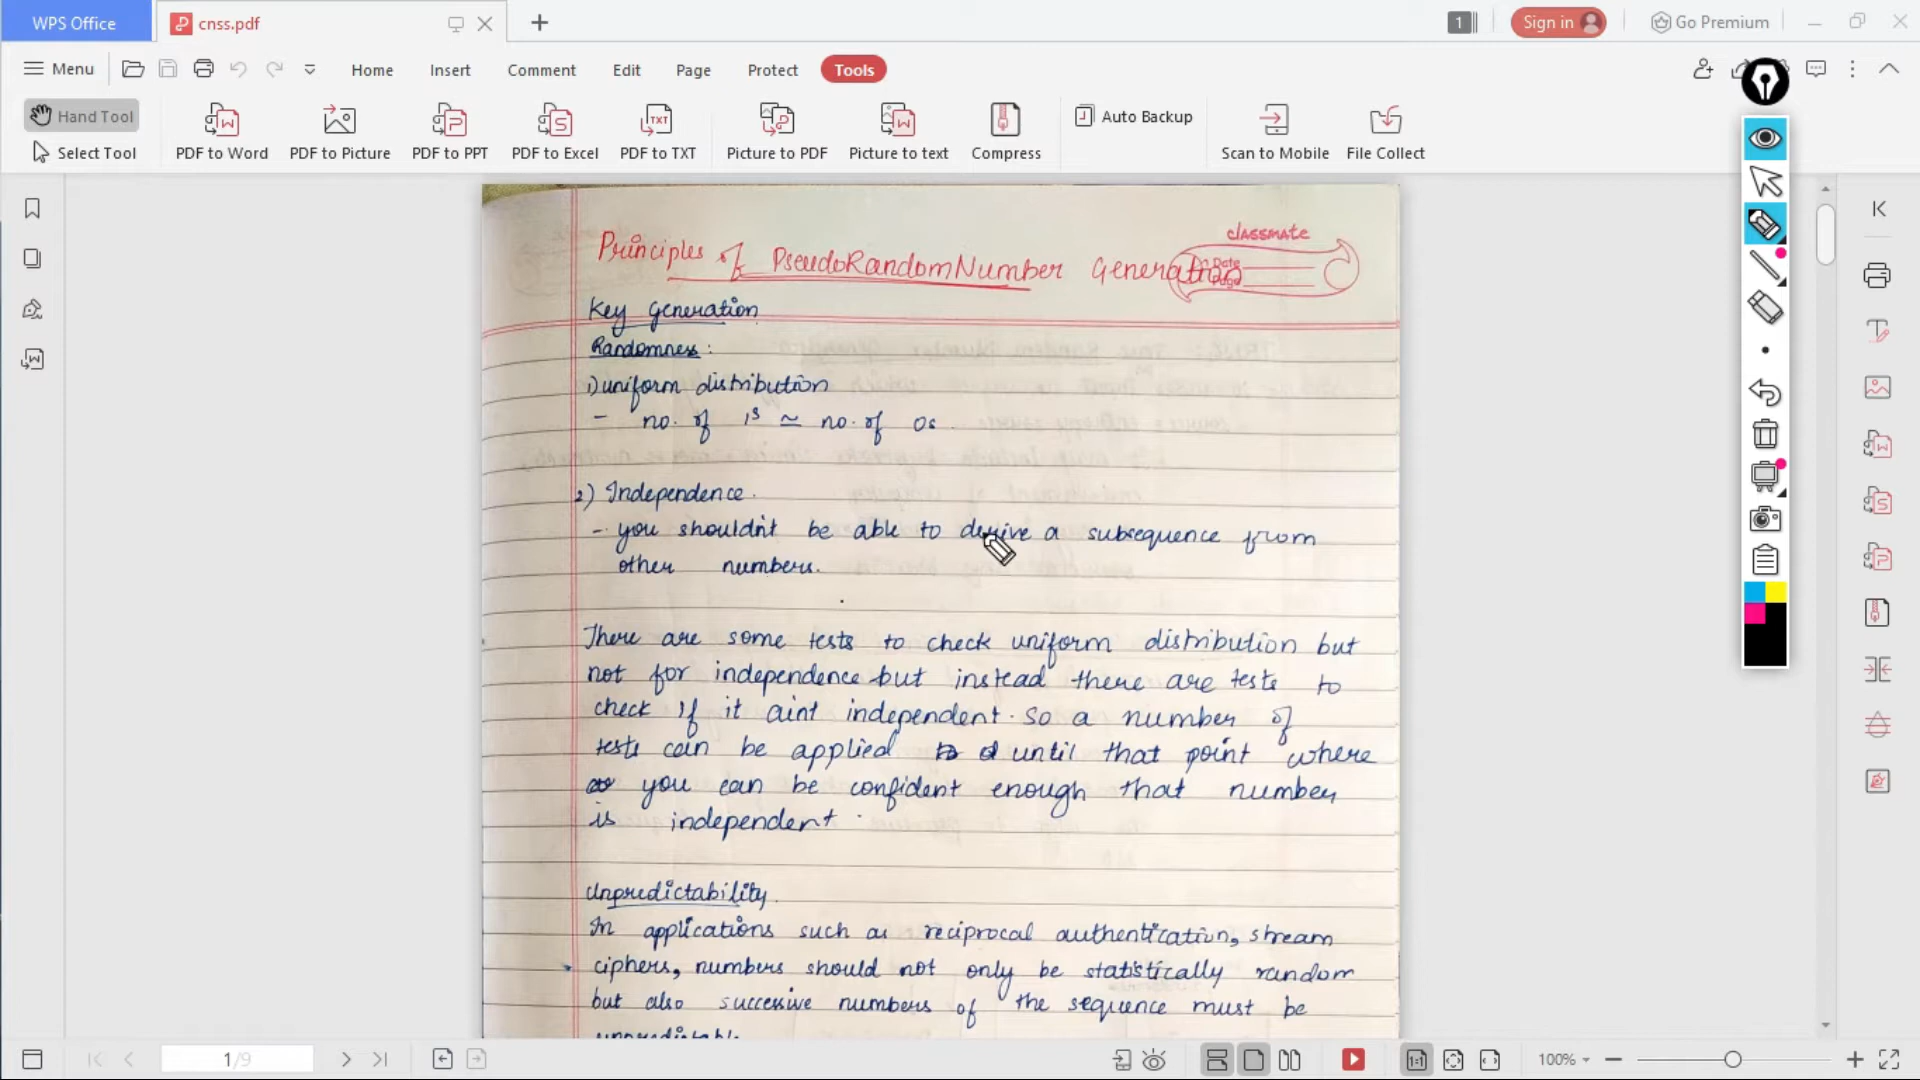 WPS Office
cnss.pdf
1
Sign in
Go Premium
Menu
Home
Insert
Comment
Edit
Page
Protect
Tools
Hand Tool
Select Tool
PDF to Word
PDF to Picture
PDF to PPT
PDF to Excel
PDF to TXT
Picture to PDF
Picture to text
Compress
Auto Backup
Scan to Mobile
File Collect
classmate
Date
Page
Principles of PseudoRandomNumber Generation
Key Generation
Randomness:
1) uniform distribution
- no. of 1s ≃ no. of 0s
2) Independence.
- you shouldn't be able to derive a subsequence from
other numbers.
There are some tests to check uniform distribution but
not for independence but instead there are tests to
check if it aint independent. So a number of
tests can be applied until that point where
you can be confident enough that number
is independent.
Unpredictability.
In applications such as reciprocal authentication, stream
ciphers, numbers should not only be statistically random
but also successive numbers of the sequence must be
unpredictable
1/9
100%